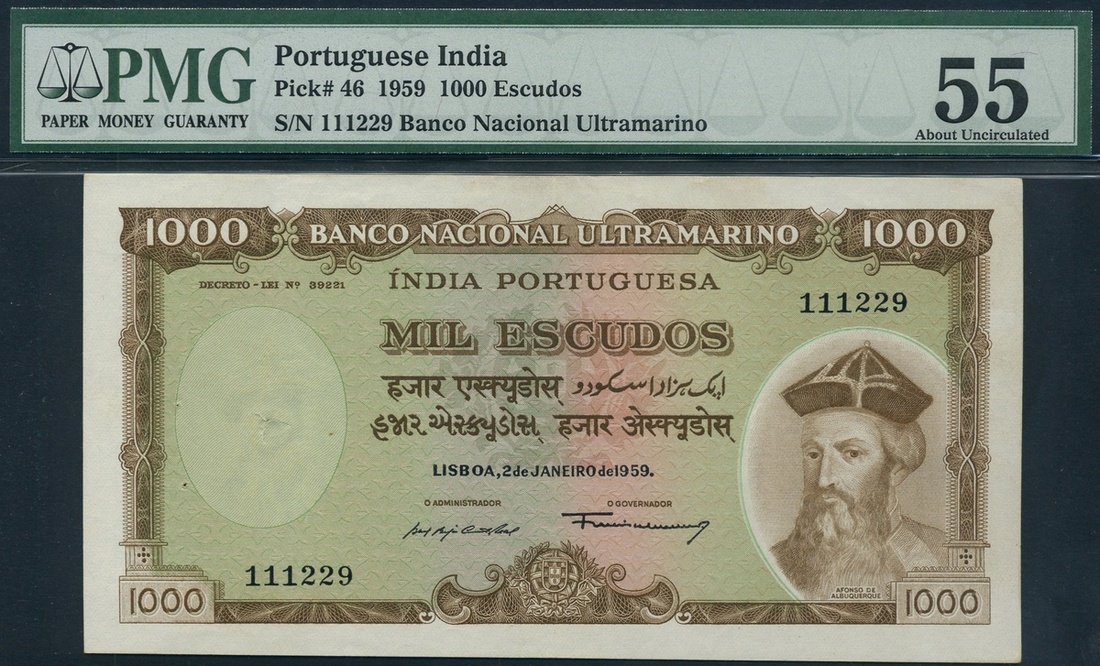 PMG
PAPER MONEY GUARANTY
Portuguese India
Pick# 46 1959 1000 Escudos
S/N 111229 Banco Nacional Ultramarino
55
About Uncirculated
1000 BANCO NACIONAL ULTRAMARINO 1000
DECRETO - LEI Nº 39221
ÍNDIA PORTUGUESA
111229
MIL ESCUDOS
हजार एस्क्यूडोस् ایک ہزار اسکودو
હજાર એસ્ક્યુડોસ્ हजार ॲस्क्यूडोस्
LISBOA, 2 de JANEIRO de 1959.
O ADMINISTRADOR O GOVERNADOR
111229
AFONSO DE
ALBUQUERQUE
1000 1000